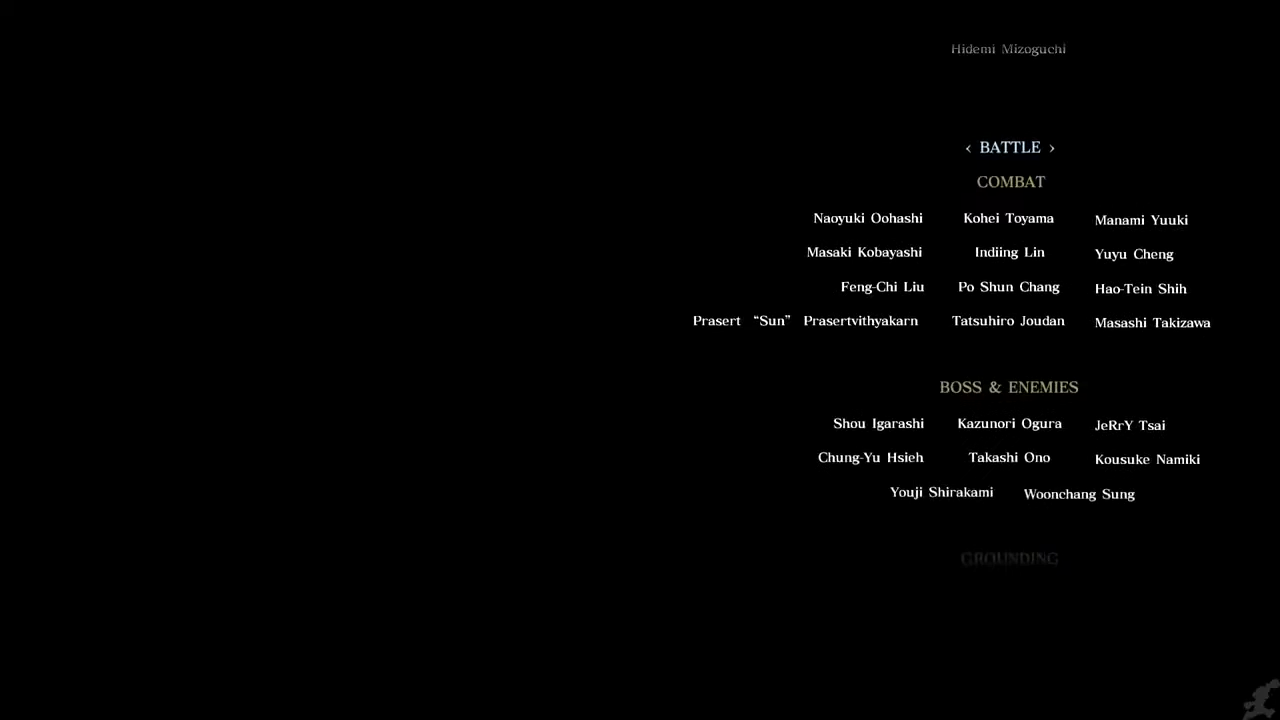 Hidemi Mizoguchi
‹ BATTLE ›
COMBAT
Naoyuki Oohashi Kohei Toyama Manami Yuuki
Masaki Kobayashi Indiing Lin Yuyu Cheng
Feng-Chi Liu Po Shun Chang Hao-Tein Shih
Prasert “Sun” Prasertvithyakarn Tatsuhiro Joudan Masashi Takizawa
BOSS & ENEMIES
Shou Igarashi Kazunori Ogura JeRrY Tsai
Chung-Yu Hsieh Takashi Ono Kousuke Namiki
Youji Shirakami Woonchang Sung
GROUNDING